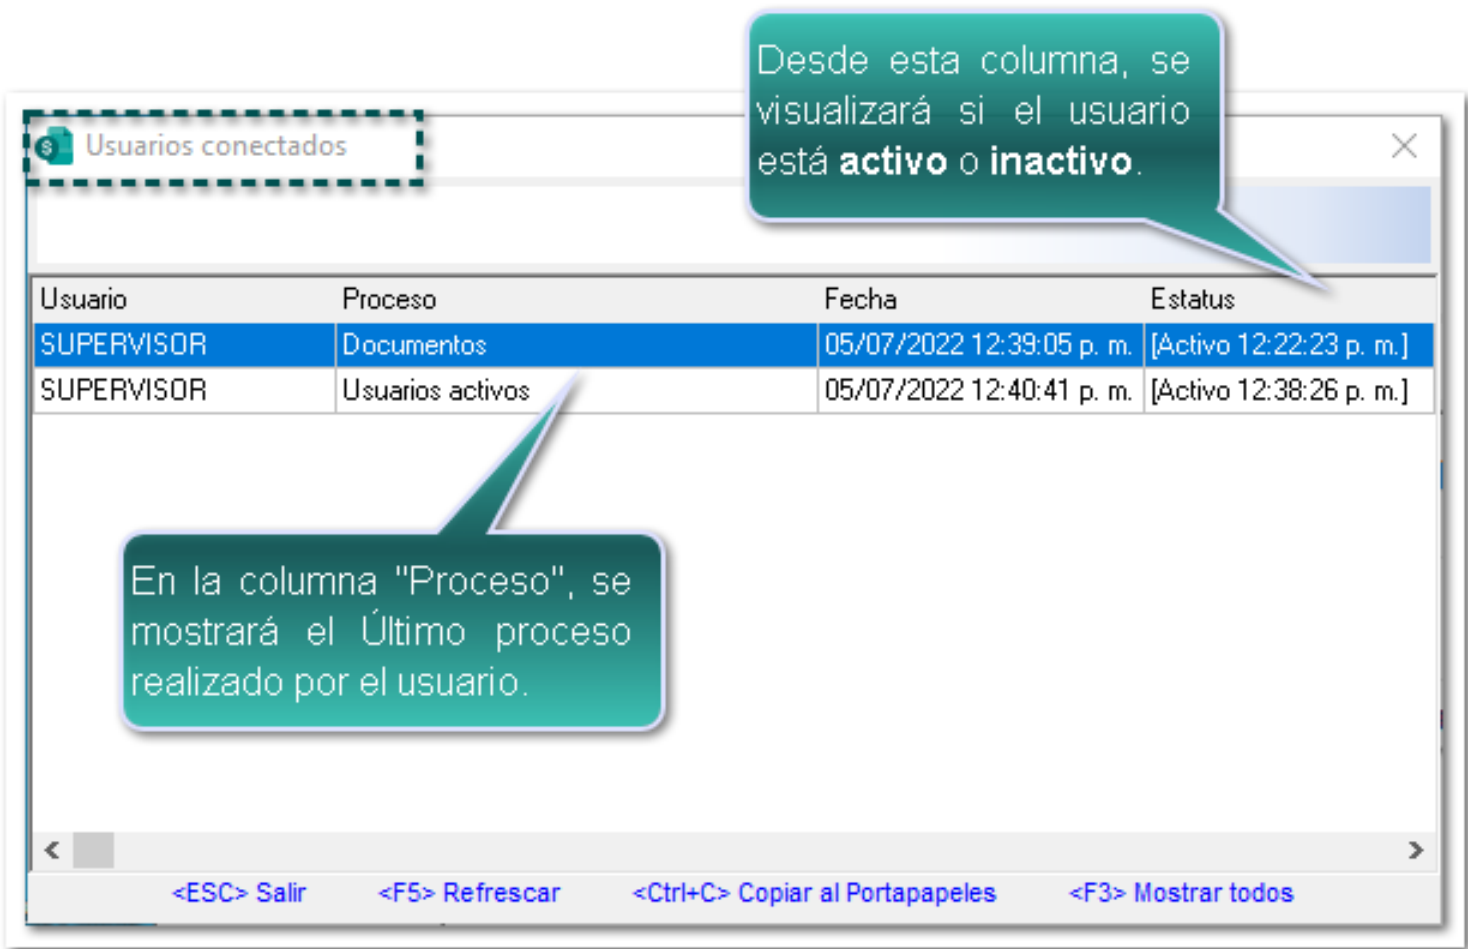 Desde esta columna, se
visualizará si el usuario
está activo o inactivo.
Usuarios conectados
Usuario Proceso Fecha Estatus
SUPERVISOR Documentos 05/07/2022 12:39:05 p. m. [Activo 12:22:23 p. m.]
SUPERVISOR Usuarios activos 05/07/2022 12:40:41 p. m. [Activo 12:38:26 p. m.]
En la columna "Proceso", se
mostrará el Último proceso
realizado por el usuario.
<ESC> Salir <F5> Refrescar <Ctrl+C> Copiar al Portapapeles <F3> Mostrar todos